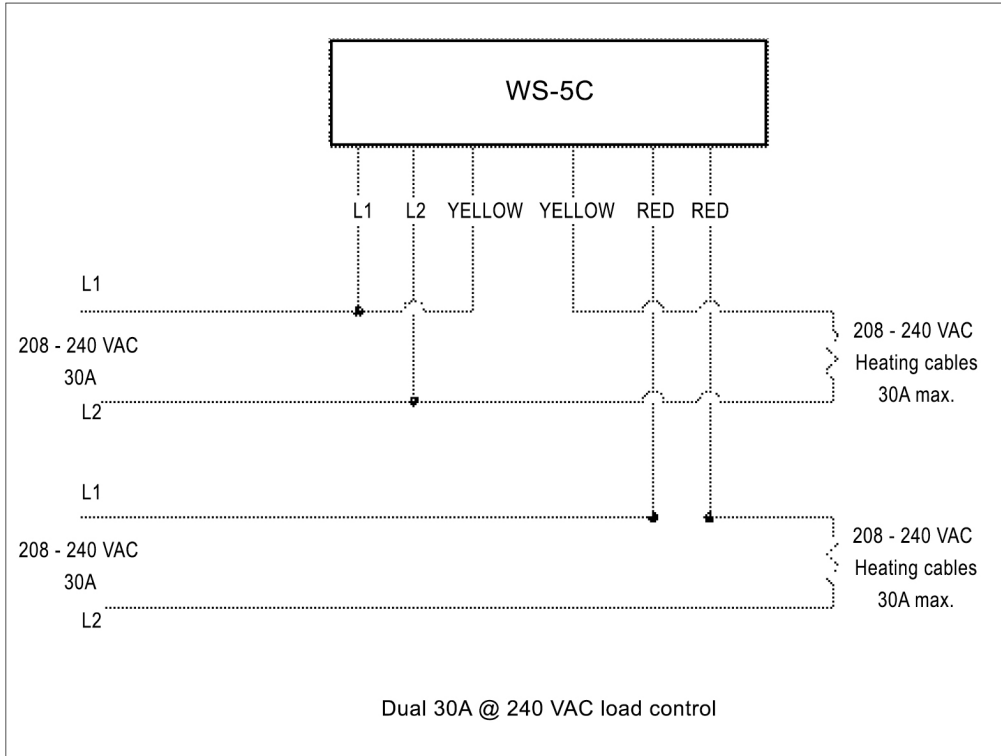 WS-5C
L1 L2 YELLOW YELLOW RED RED
L1
208 - 240 VAC
30A
L2
208 - 240 VAC
Heating cables
30A max.
L1
208 - 240 VAC
30A
L2
208 - 240 VAC
Heating cables
30A max.
Dual 30A @ 240 VAC load control